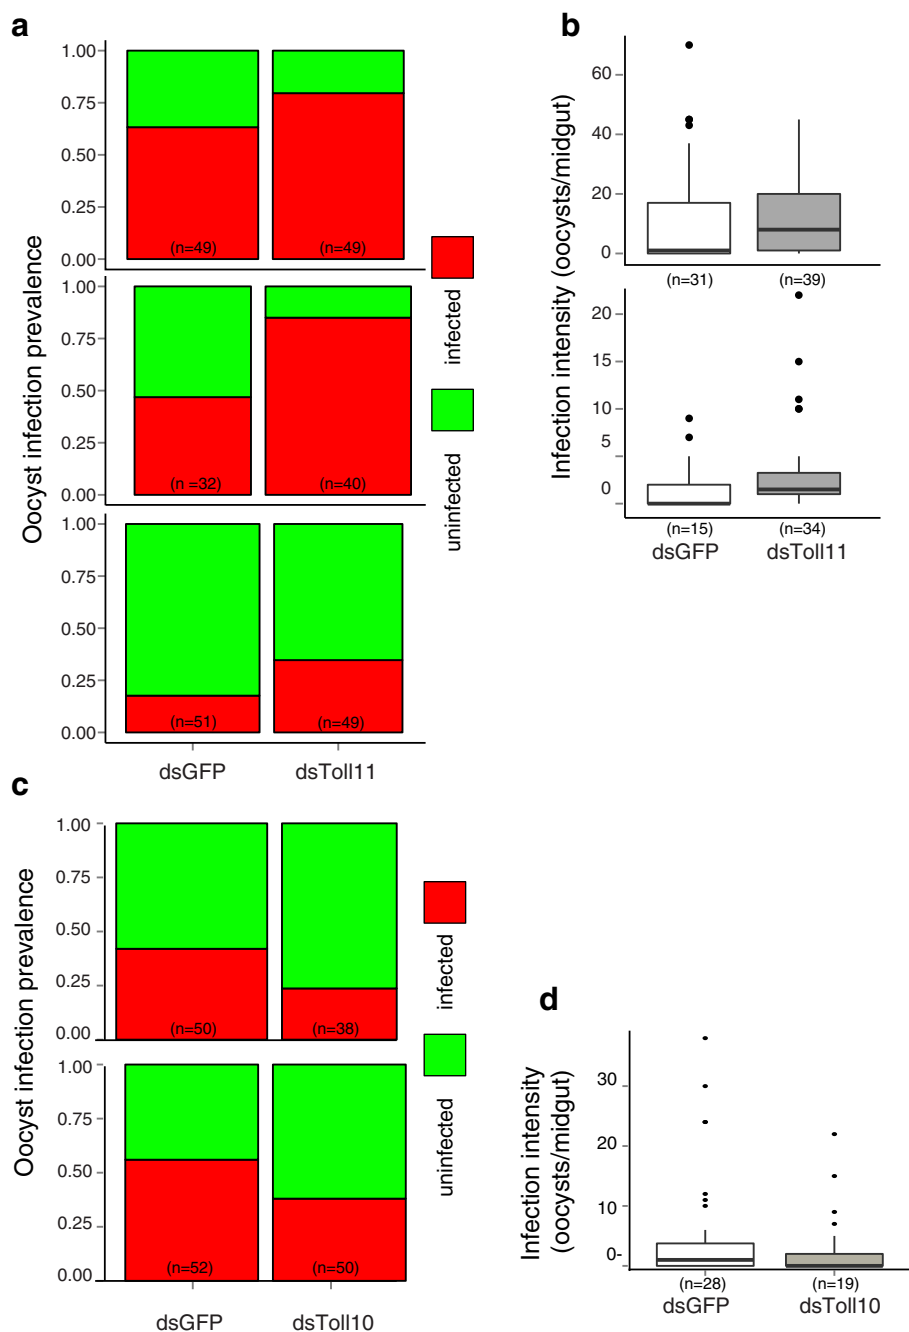 a
Oocyst infection prevalence
1.00
0.75
0.50
0.25
0.00
(n=49)
(n=49)
1.00
0.75
0.50
0.25
0.00
(n =32)
(n=40)
1.00
0.75
0.50
0.25
0.00
(n=51)
(n=49)
dsGFP
dsToll11
infected
uninfected
b
Infection intensity (oocysts/midgut)
60
40
20
0
(n=31)
(n=39)
20
15
10
5
0
(n=15)
(n=34)
dsGFP
dsToll11
c
Oocyst infection prevalence
1.00
0.75
0.50
0.25
0.00
(n=50)
(n=38)
1.00
0.75
0.50
0.25
0.00
(n=52)
(n=50)
dsGFP
dsToll10
infected
uninfected
d
Infection intensity
(oocysts/midgut)
30
20
10
0-
(n=28)
(n=19)
dsGFP
dsToll10